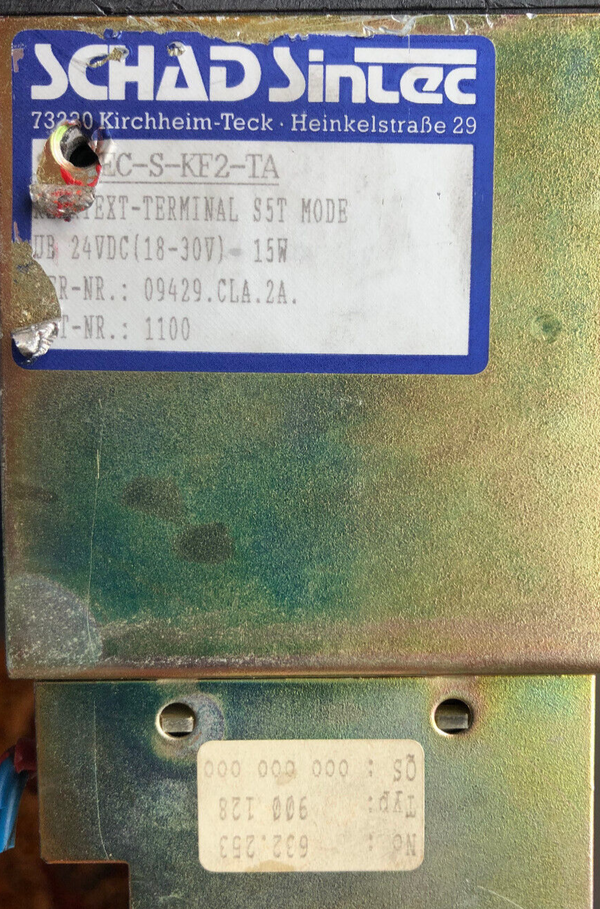 SCHAD Sintec
73230 Kirchheim-Teck · Heinkelstraße 29
EC-S-KF2-TA
TEXT-TERMINAL S5T MODE
UB 24VDC(18-30V)- 15W
R-NR.: 09429.CLA.2A.
T-NR.: 1100
No : 632.253
Typ: 900 128
QS : 000 000 000